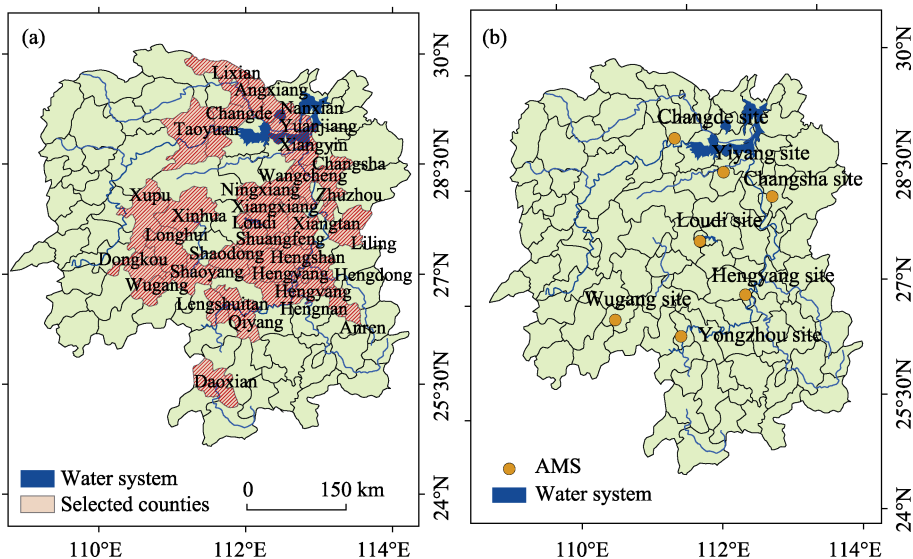 (a)
30°N
28°30'N
27°N
25°30'N
24°N
Lixian
Angxiang
Changde
Nanxian
Taoyuan
Yuanjiang
Xiangyin
Changsha
Wangcheng
Xupu
Ningxiang
Zhuzhou
Xiangxiang
Xinhua
Loudi
Xiangtan
Longhui
Shuangfeng
Liling
Shaodong
Hengshan
Dongkou
Shaoyang
Hengyang
Hengdong
Wugang
Hengyang
Lengshuitan
Hengnan
Qiyang
Anren
Daoxian
Water system
Selected counties
0 150 km
110°E 112°E 114°E
(b)
30°N
28°30'N
27°N
25°30'N
24°N
Changde site
Yiyang site
Changsha site
Loudi site
Hengyang site
Wugang site
Yongzhou site
AMS
Water system
110°E 112°E 114°E